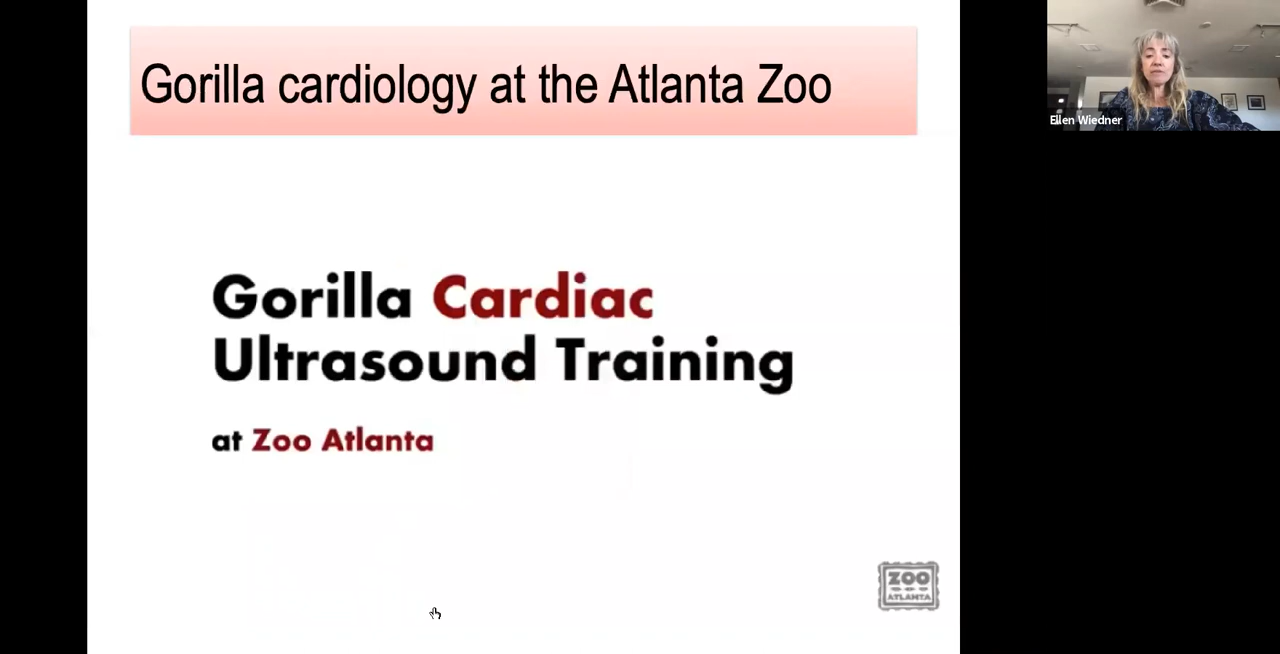 Gorilla cardiology at the Atlanta Zoo
Ellen Wiedner
Gorilla Cardiac
Ultrasound Training
at Zoo Atlanta
ZOO
ATLANTA